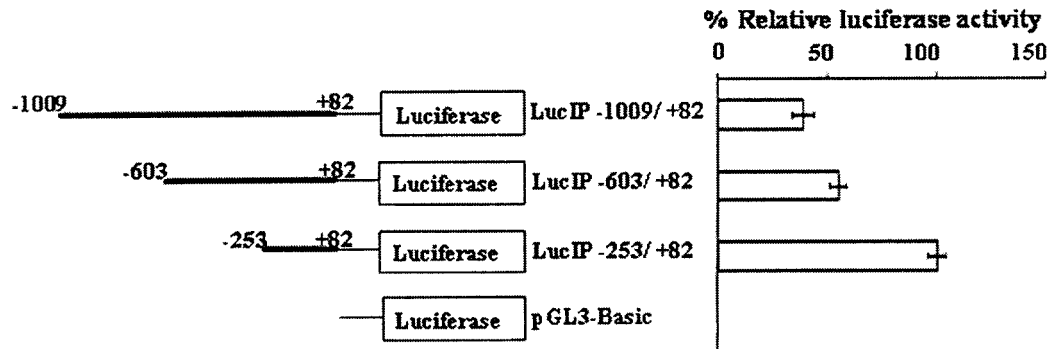 % Relative luciferase activity
0 50 100 150
-1009 +82 Luciferase LucIP -1009/ +82
-603 +82 Luciferase LucIP -603/ +82
-253 +82 Luciferase LucIP -253/ +82
Luciferase pGL3-Basic